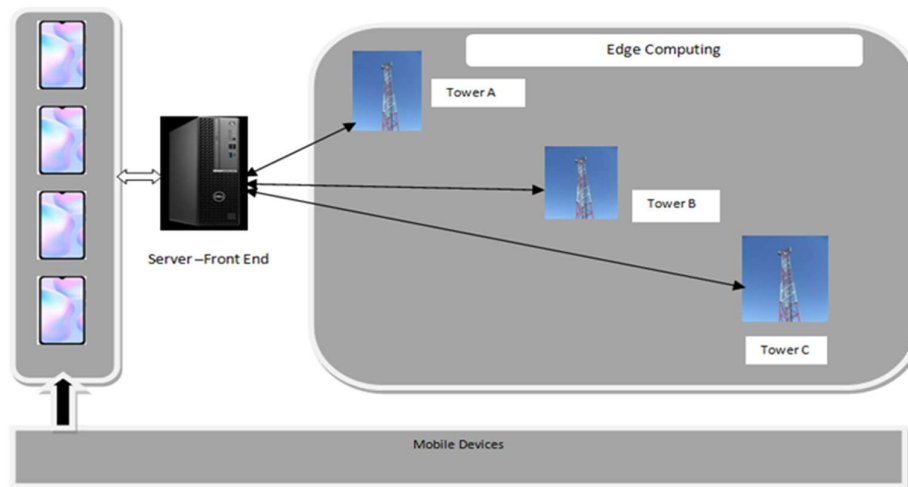 Edge Computing
Tower A
Tower B
Server –Front End
Tower C
Mobile Devices